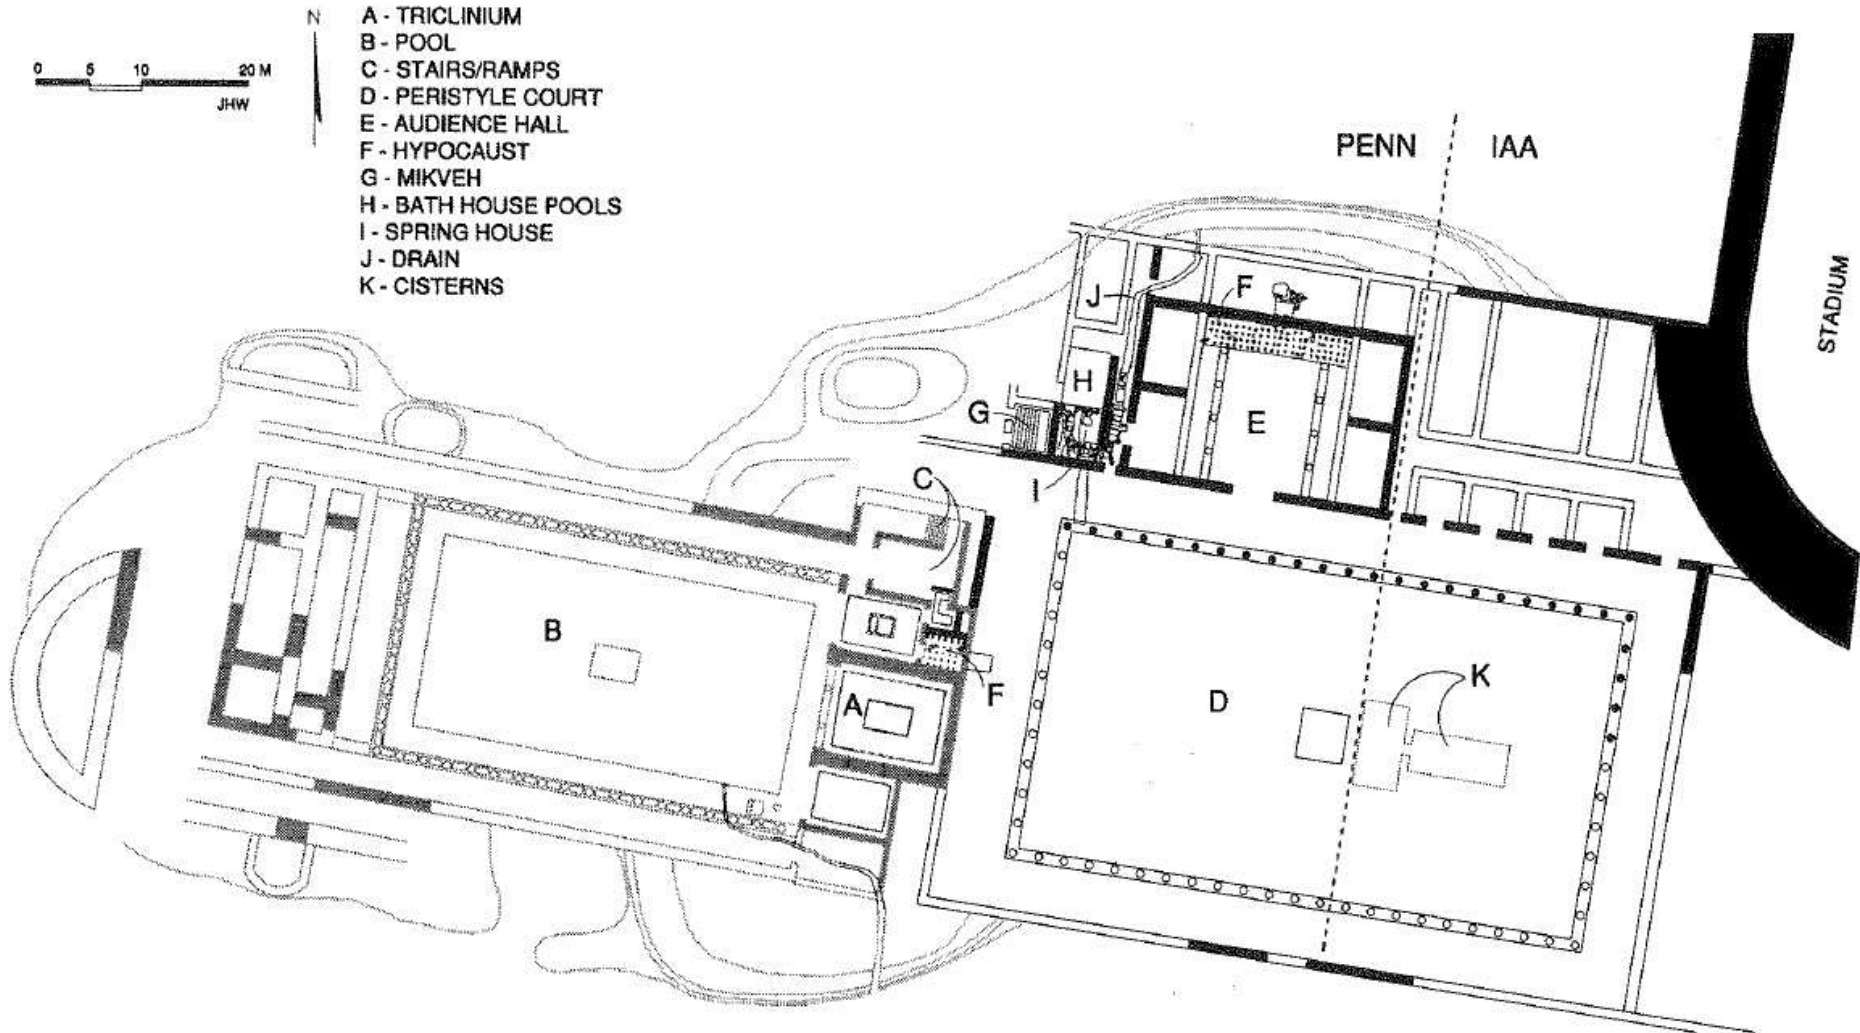 N
0 5 10 20 M
JHW
A - TRICLINIUM
B - POOL
C - STAIRS/RAMPS
D - PERISTYLE COURT
E - AUDIENCE HALL
F - HYPOCAUST
G - MIKVEH
H - BATH HOUSE POOLS
I - SPRING HOUSE
J - DRAIN
K - CISTERNS
PENN IAA
STADIUM
J
F
H
G
E
C
I
B
K
A
F
D